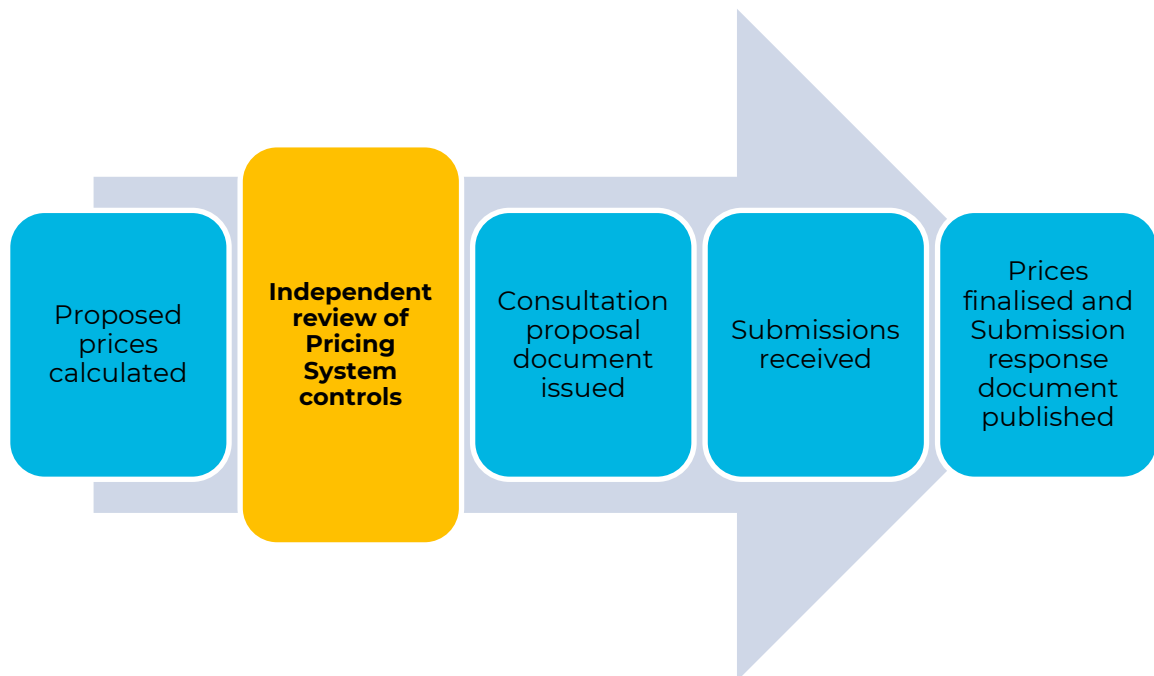 Proposed
prices
calculated
Independent
review of
Pricing
System
controls
Consultation
proposal
document
issued
Submissions
received
Prices
finalised and
Submission
response
document
published